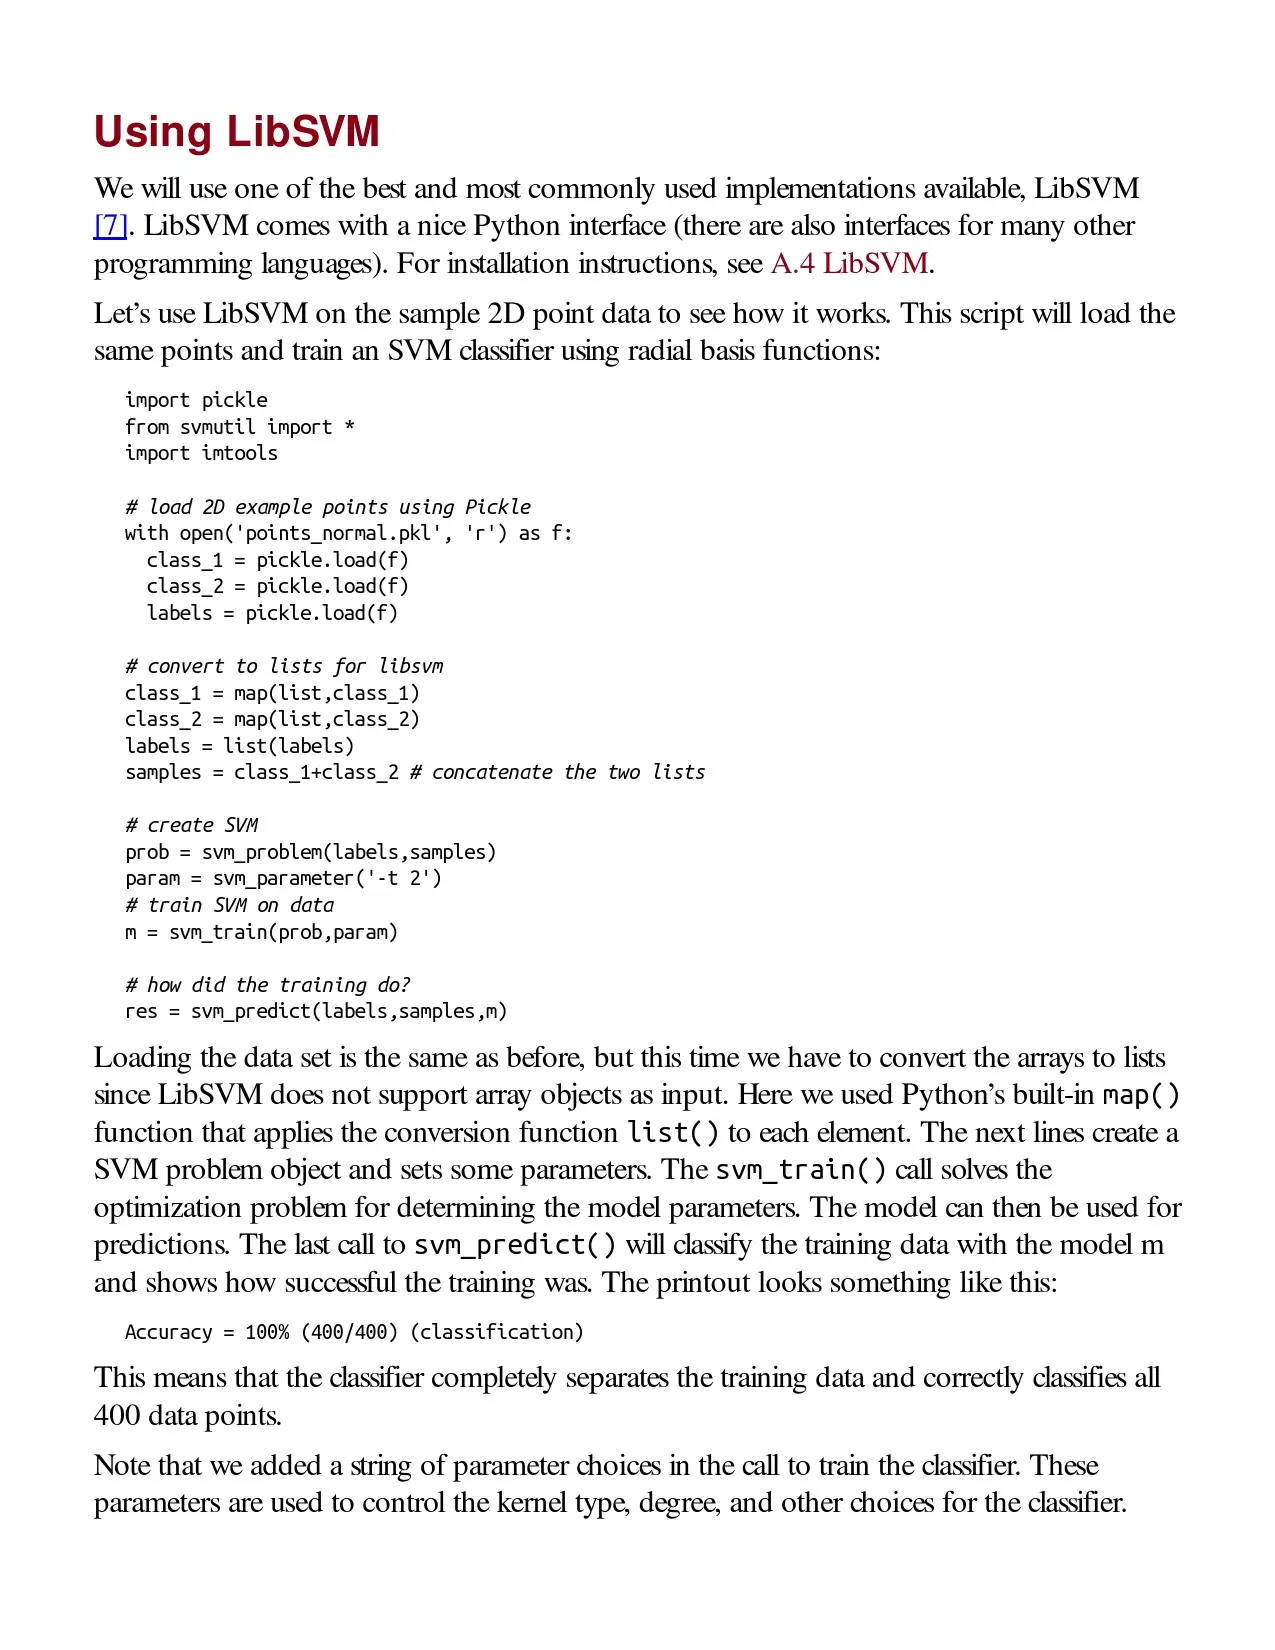 Using LibSVM
We will use one of the best and most commonly used implementations available, LibSVM
[7]. LibSVM comes with a nice Python interface (there are also interfaces for many other
programming languages). For installation instructions, see A.4 LibSVM.
Let’s use LibSVM on the sample 2D point data to see how it works. This script will load the
same points and train an SVM classifier using radial basis functions:
import pickle
from svmutil import *
import imtools
# load 2D example points using Pickle
with open('points_normal.pkl', 'r') as f:
  class_1 = pickle.load(f)
  class_2 = pickle.load(f)
  labels = pickle.load(f)
# convert to lists for libsvm
class_1 = map(list,class_1)
class_2 = map(list,class_2)
labels = list(labels)
samples = class_1+class_2 # concatenate the two lists
# create SVM
prob = svm_problem(labels,samples)
param = svm_parameter('-t 2')
# train SVM on data
m = svm_train(prob,param)
# how did the training do?
res = svm_predict(labels,samples,m)
Loading the data set is the same as before, but this time we have to convert the arrays to lists
since LibSVM does not support array objects as input. Here we used Python’s built-in map()
function that applies the conversion function list() to each element. The next lines create a
SVM problem object and sets some parameters. The svm_train() call solves the
optimization problem for determining the model parameters. The model can then be used for
predictions. The last call to svm_predict() will classify the training data with the model m
and shows how successful the training was. The printout looks something like this:
Accuracy = 100% (400/400) (classification)
This means that the classifier completely separates the training data and correctly classifies all
400 data points.
Note that we added a string of parameter choices in the call to train the classifier. These
parameters are used to control the kernel type, degree, and other choices for the classifier.